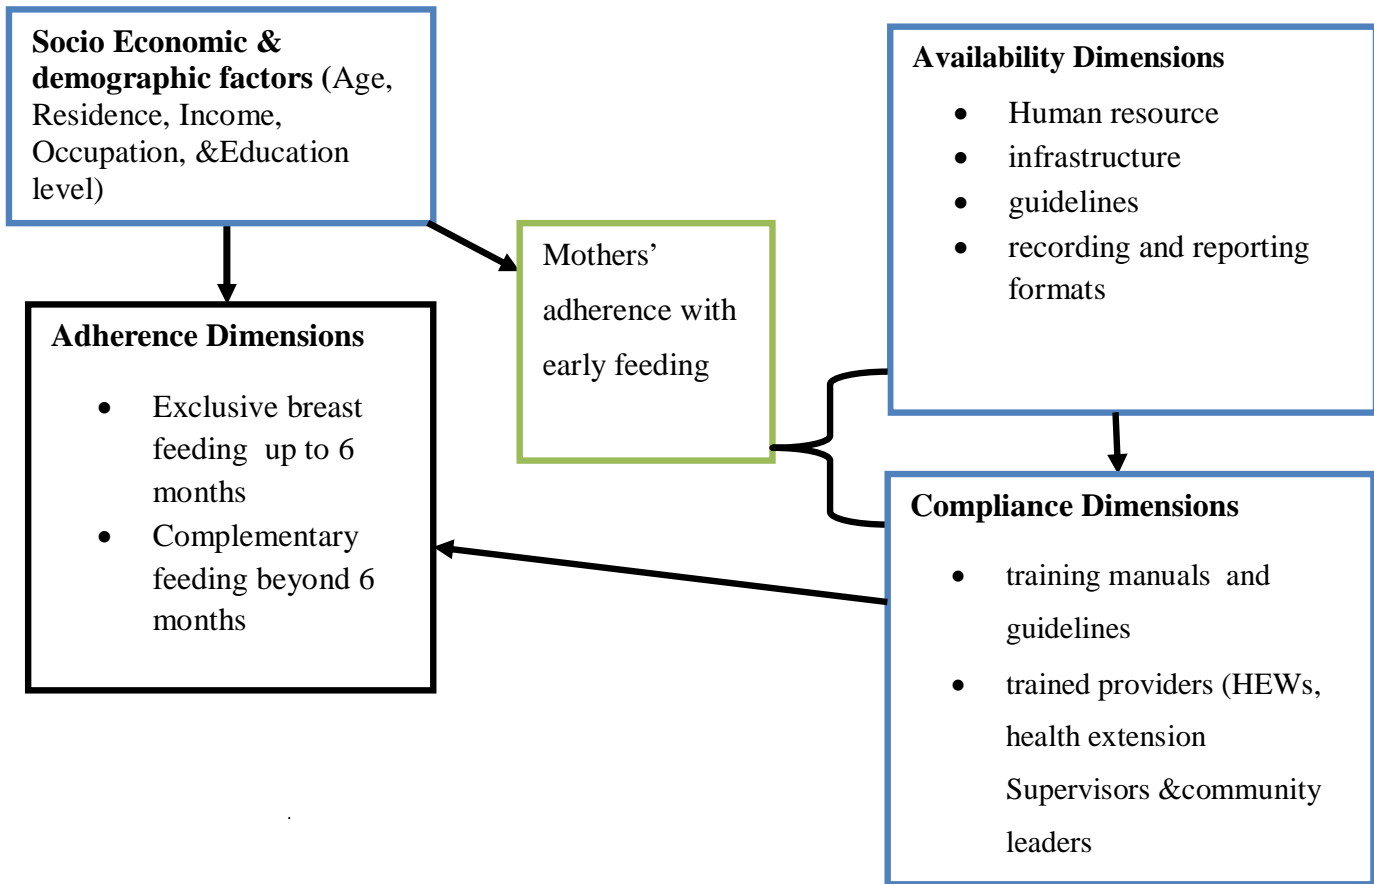 Socio Economic &
demographic factors (Age,
Residence, Income,
Occupation, &Education
level)
Mothers’
adherence with
early feeding
Adherence Dimensions
• Exclusive breast
feeding up to 6
months
• Complementary
feeding beyond 6
months
Availability Dimensions
• Human resource
• infrastructure
• guidelines
• recording and reporting
formats
Compliance Dimensions
• training manuals and
guidelines
• trained providers (HEWs,
health extension
Supervisors &community
leaders
.